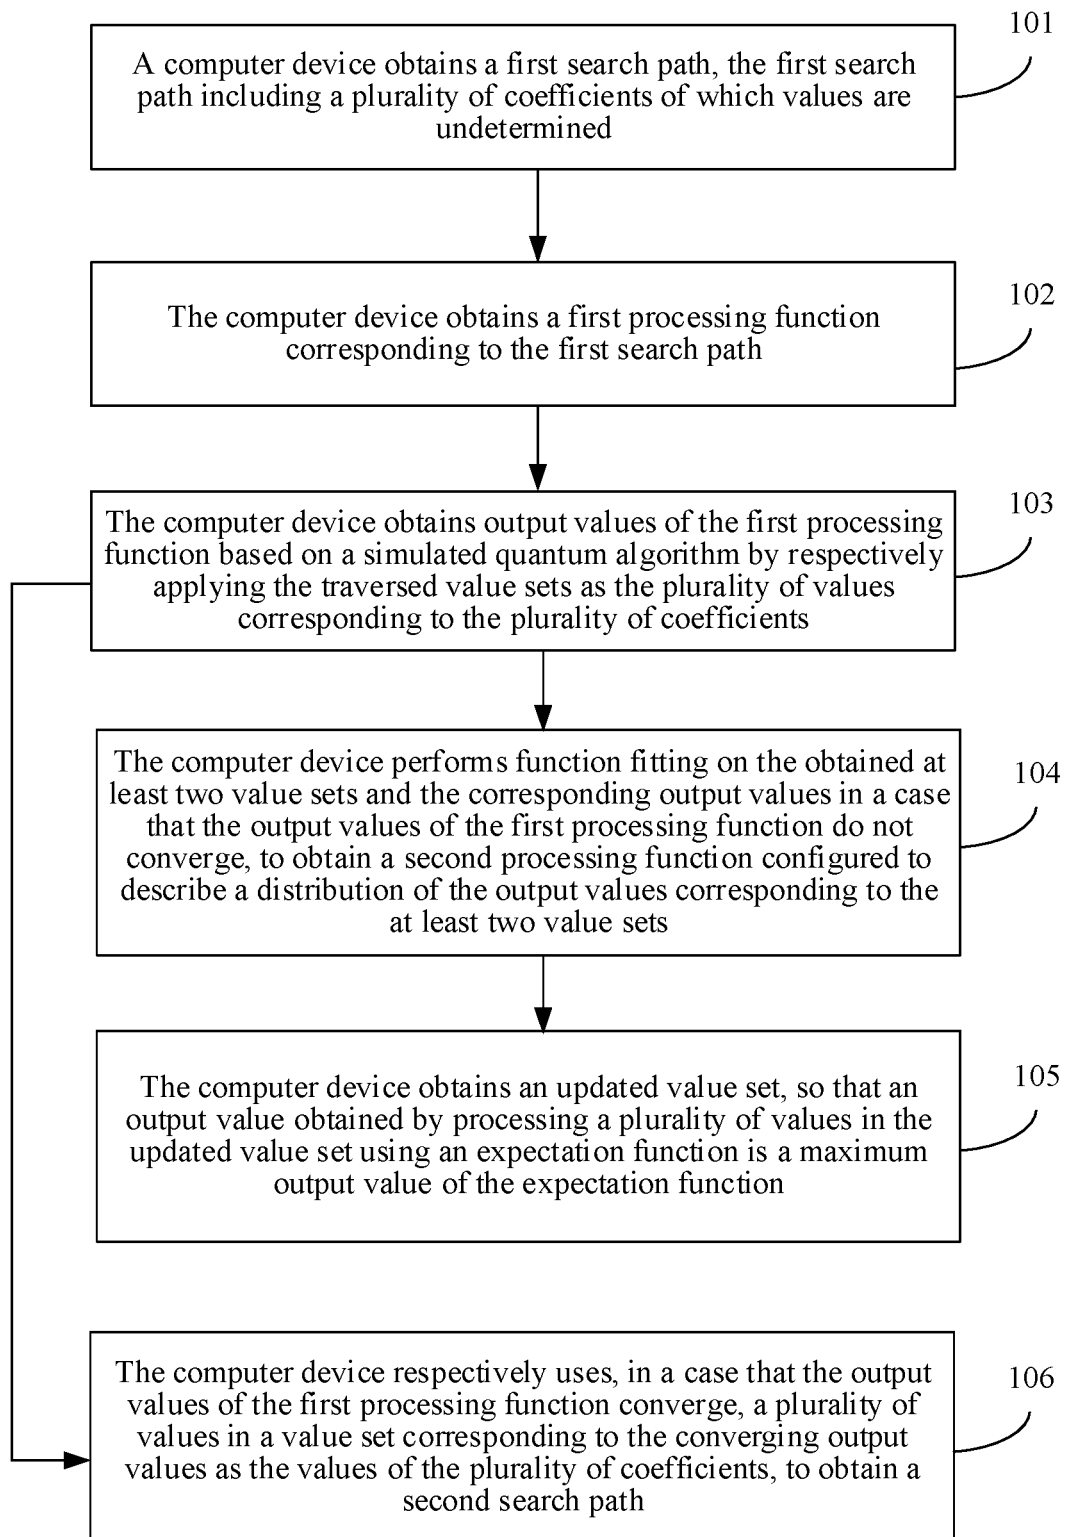 101
A computer device obtains a first search path, the first search
path including a plurality of coefficients of which values are
undetermined
102
The computer device obtains a first processing function
corresponding to the first search path
103
The computer device obtains output values of the first processing
function based on a simulated quantum algorithm by respectively
applying the traversed value sets as the plurality of values
corresponding to the plurality of coefficients
104
The computer device performs function fitting on the obtained at
least two value sets and the corresponding output values in a case
that the output values of the first processing function do not
converge, to obtain a second processing function configured to
describe a distribution of the output values corresponding to the
at least two value sets
105
The computer device obtains an updated value set, so that an
output value obtained by processing a plurality of values in the
updated value set using an expectation function is a maximum
output value of the expectation function
106
The computer device respectively uses, in a case that the output
values of the first processing function converge, a plurality of
values in a value set corresponding to the converging output
values as the values of the plurality of coefficients, to obtain a
second search path